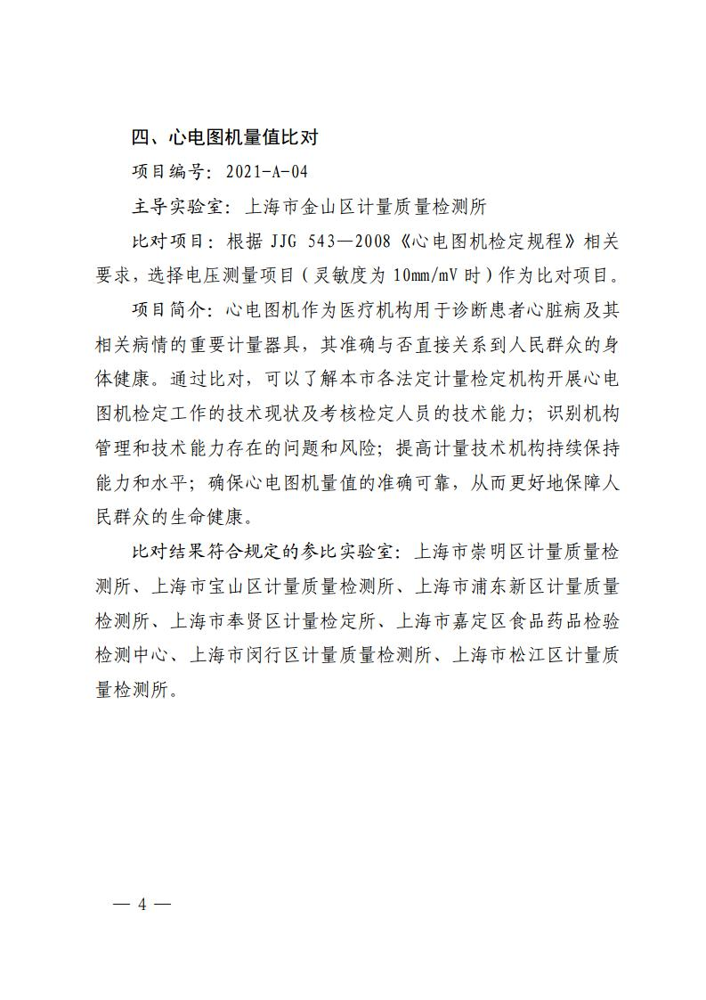 四、心电图机量值比对
项目编号：2021-A-04
主导实验室：上海市金山区计量质量检测所
比对项目：根据 JJG 543—2008《心电图机检定规程》相关
要求，选择电压测量项目（灵敏度为 10mm/mV 时）作为比对项目。
项目简介：心电图机作为医疗机构用于诊断患者心脏病及其
相关病情的重要计量器具，其准确与否直接关系到人民群众的身
体健康。通过比对，可以了解本市各法定计量检定机构开展心电
图机检定工作的技术现状及考核检定人员的技术能力；识别机构
管理和技术能力存在的问题和风险；提高计量技术机构持续保持
能力和水平；确保心电图机量值的准确可靠，从而更好地保障人
民群众的生命健康。
比对结果符合规定的参比实验室：上海市崇明区计量质量检
测所、上海市宝山区计量质量检测所、上海市浦东新区计量质量
检测所、上海市奉贤区计量检定所、上海市嘉定区食品药品检验
检测中心、上海市闵行区计量质量检测所、上海市松江区计量质
量检测所。
— 4 —